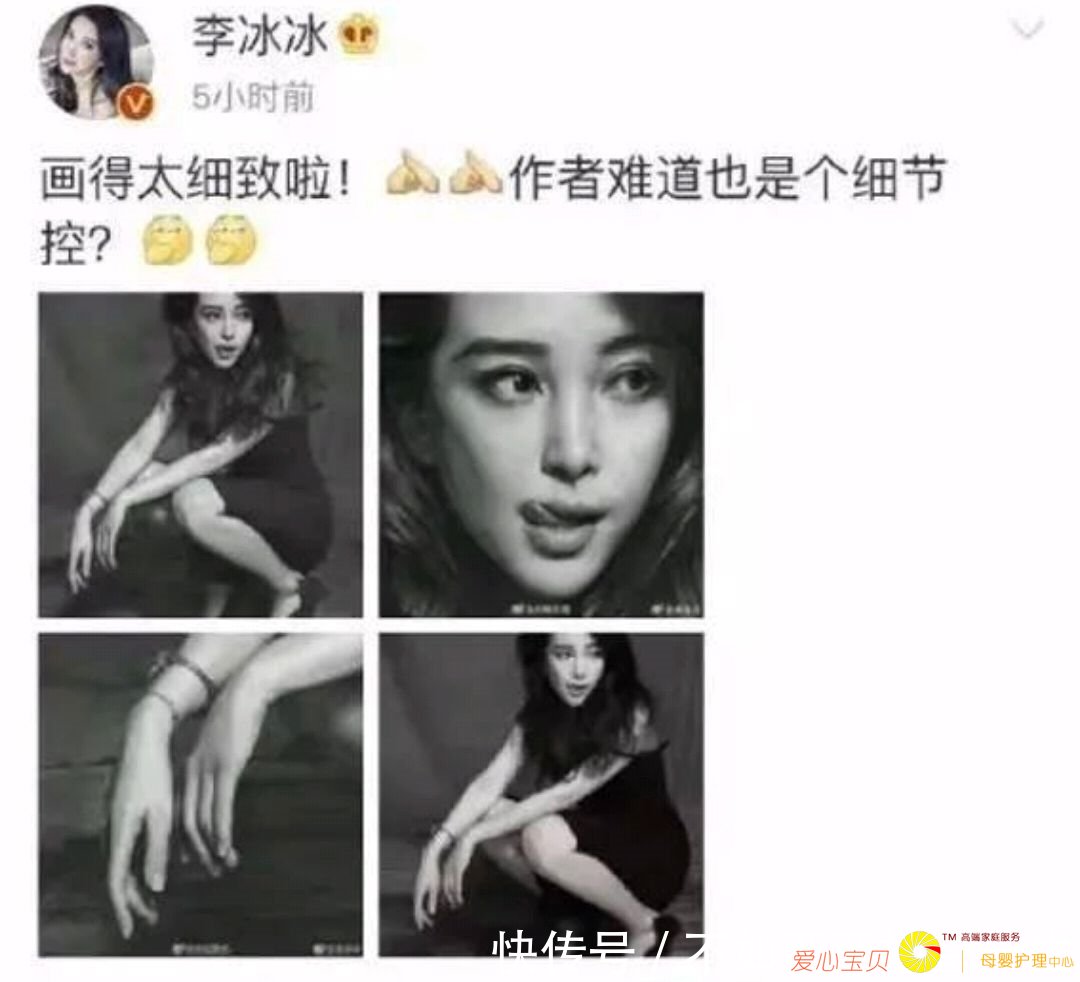 李冰冰
5小时前
画得太细致啦！作者难道也是个细节
控？
快传号 /
爱心宝贝
TM 高端家庭服务
母婴护理中心